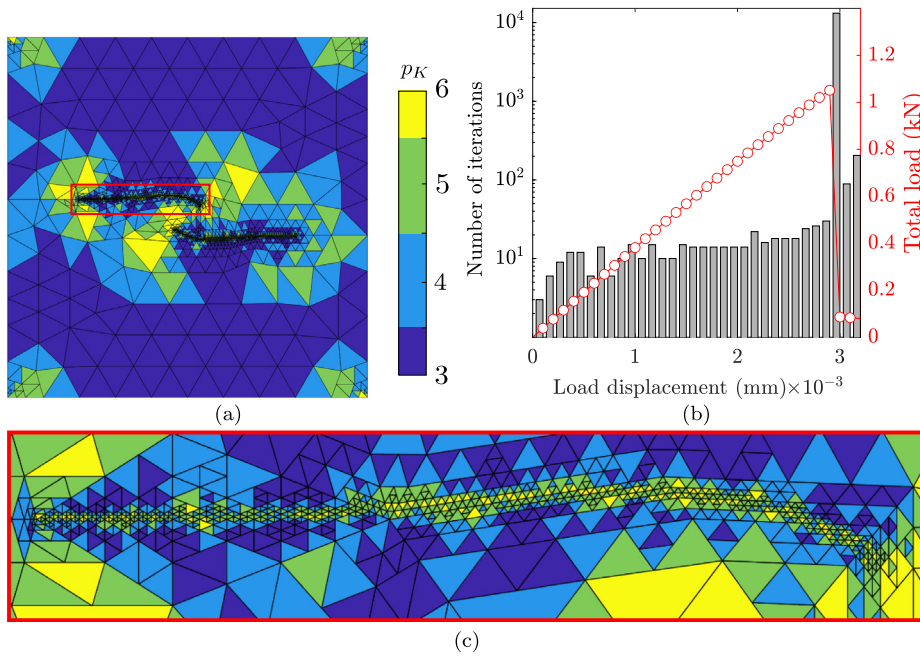 p_K
6
5
4
3
(a)
Number of iterations
10^4
10^3
10^2
10^1
0
1
2
3
Load displacement (mm)×10^{-3}
1.2
1
0.8
0.6
0.4
0.2
0
Total load (kN)
(b)
(c)